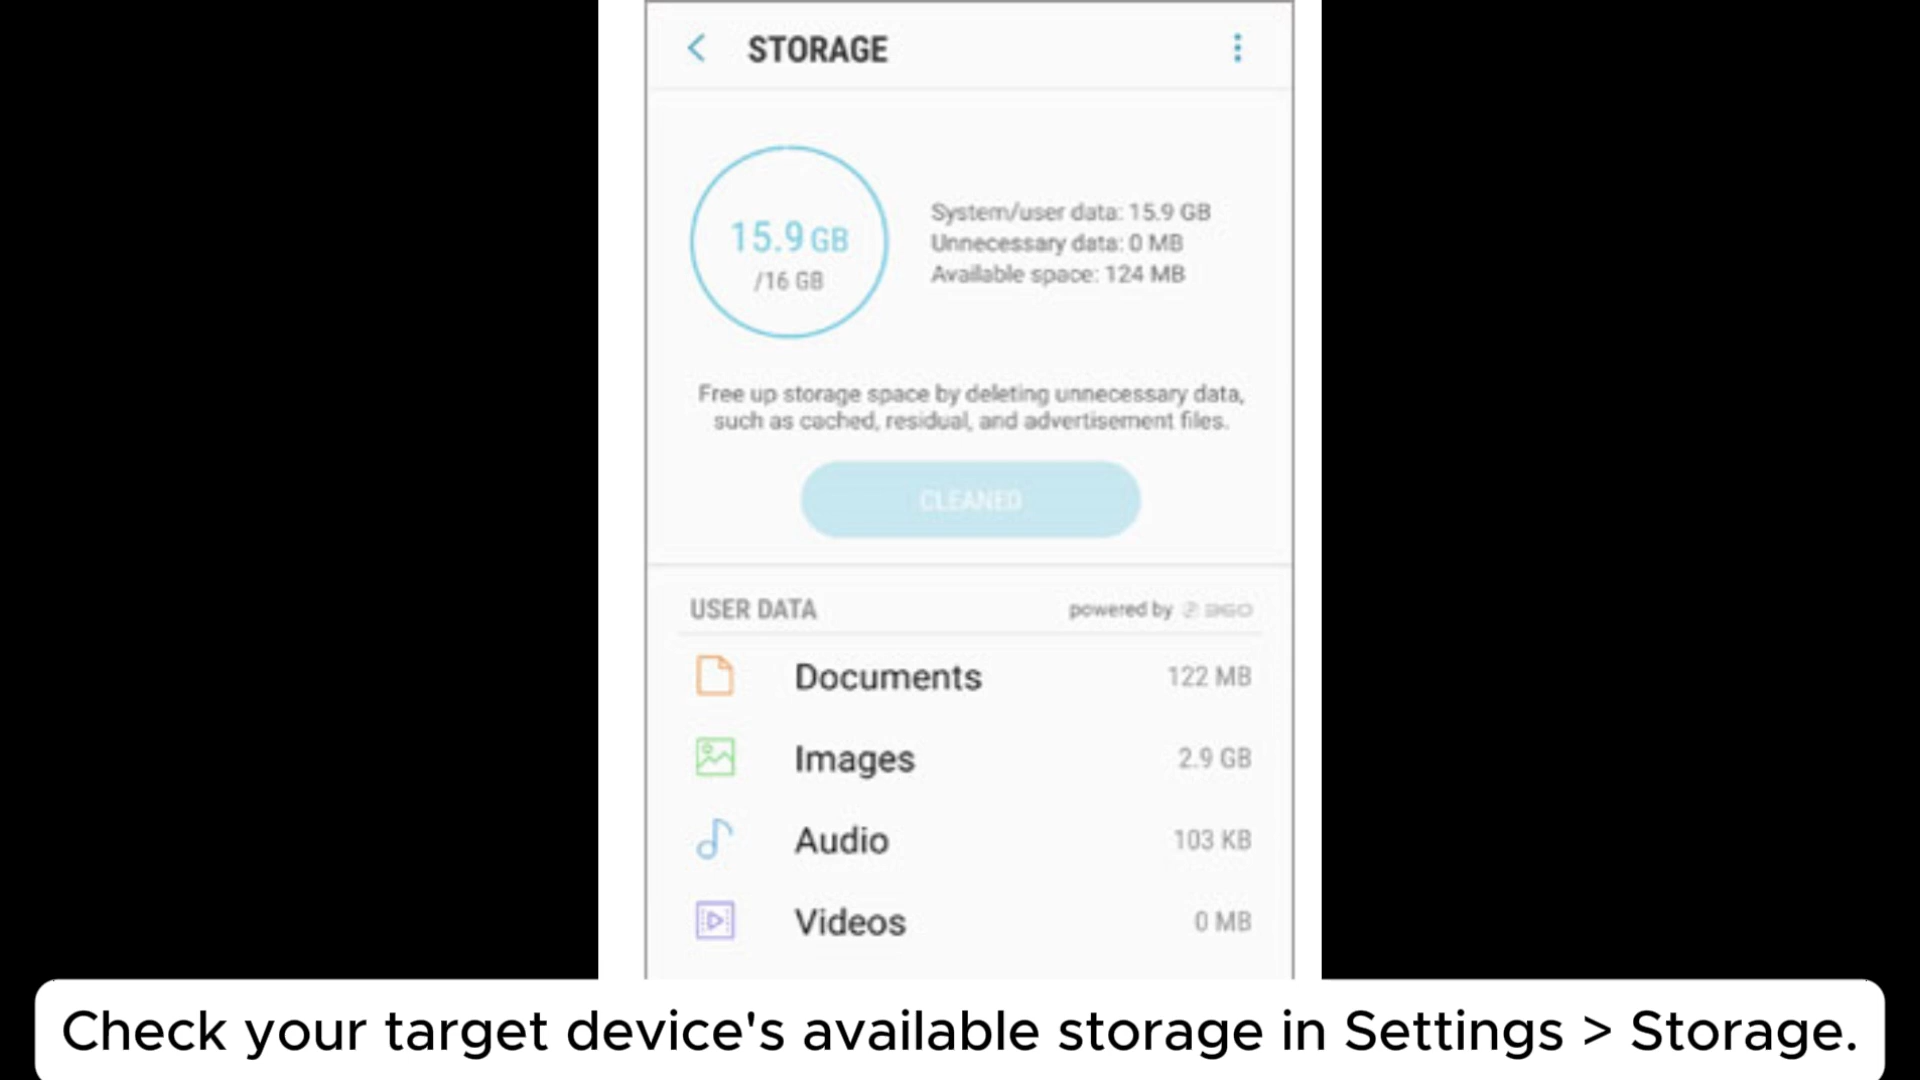 STORAGE
15.9 GB
/16 GB
System/user data: 15.9 GB
Unnecessary data: 0 MB
Available space: 124 MB
Free up storage space by deleting unnecessary data,
such as cached, residual, and advertisement files.
CLEANED
USER DATA
powered by 360
Documents 122 MB
Images 2.9 GB
Audio 103 KB
Videos 0 MB
Check your target device's available storage in Settings > Storage.